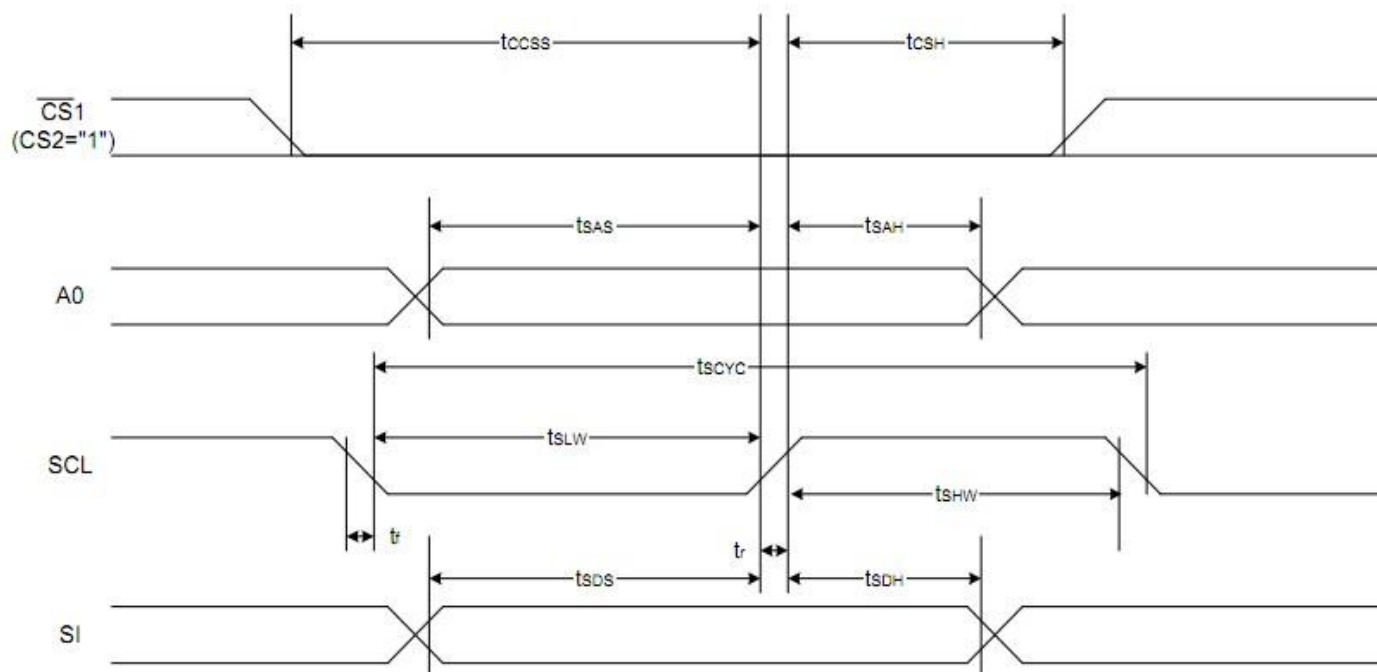 tCCSS
tCSH
CS1
(CS2="1")
tSAS
tSAH
A0
tSCYC
tSLW
SCL
tSHW
tf
tr
tSDS
tSDH
SI